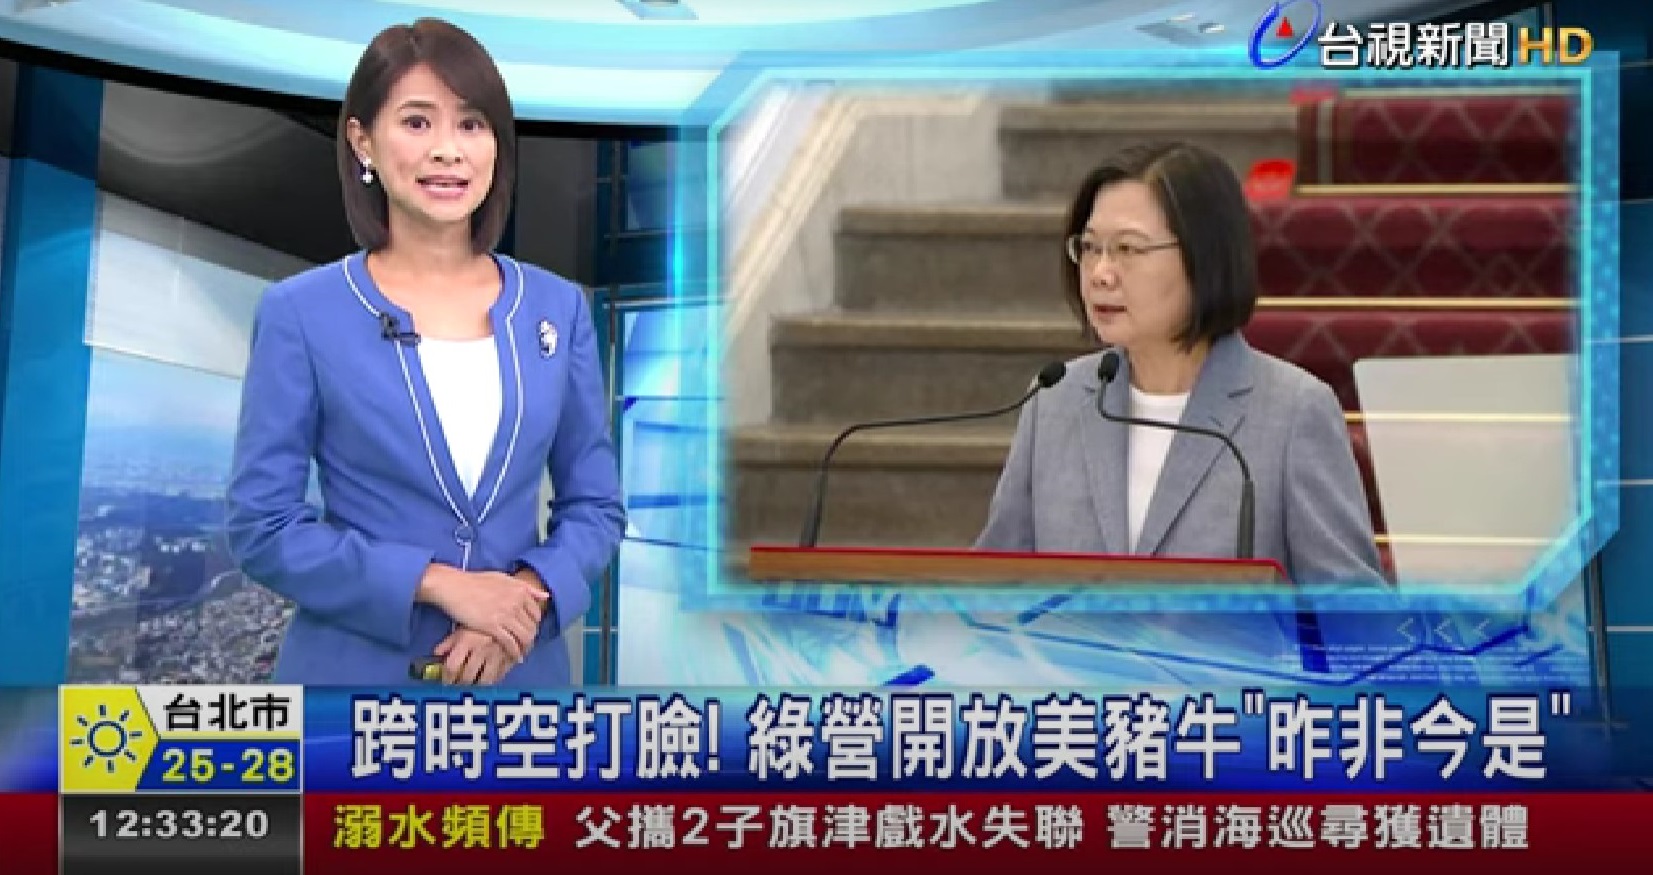 台視新聞HD
台北市
25-28
跨時空打臉! 綠營開放美豬牛"昨非今是"
12:33:20
溺水頻傳 父攜2子旗津戲水失聯 警消海巡尋獲遺體